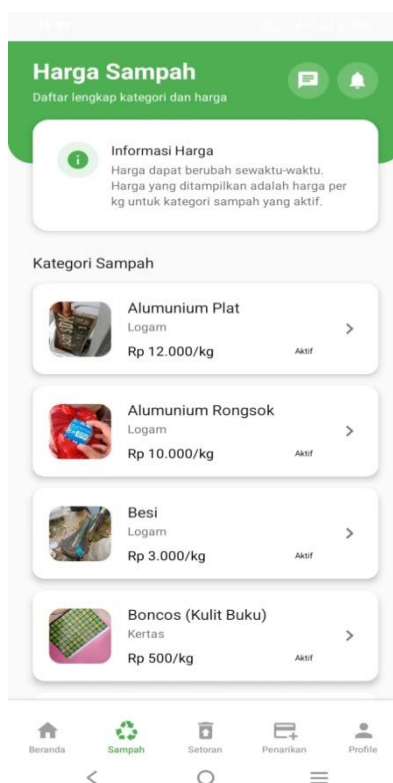 Harga Sampah
Daftar lengkap kategori dan harga
Informasi Harga
Harga dapat berubah sewaktu-waktu.
Harga yang ditampilkan adalah harga per
kg untuk kategori sampah yang aktif.
Kategori Sampah
Alumunium Plat
Logam
Rp 12.000/kg
Aktif
Alumunium Rongsok
Logam
Rp 10.000/kg
Aktif
Besi
Logam
Rp 3.000/kg
Aktif
Boncos (Kulit Buku)
Kertas
Rp 500/kg
Aktif
Beranda
Sampah
Setoran
Penarikan
Profile